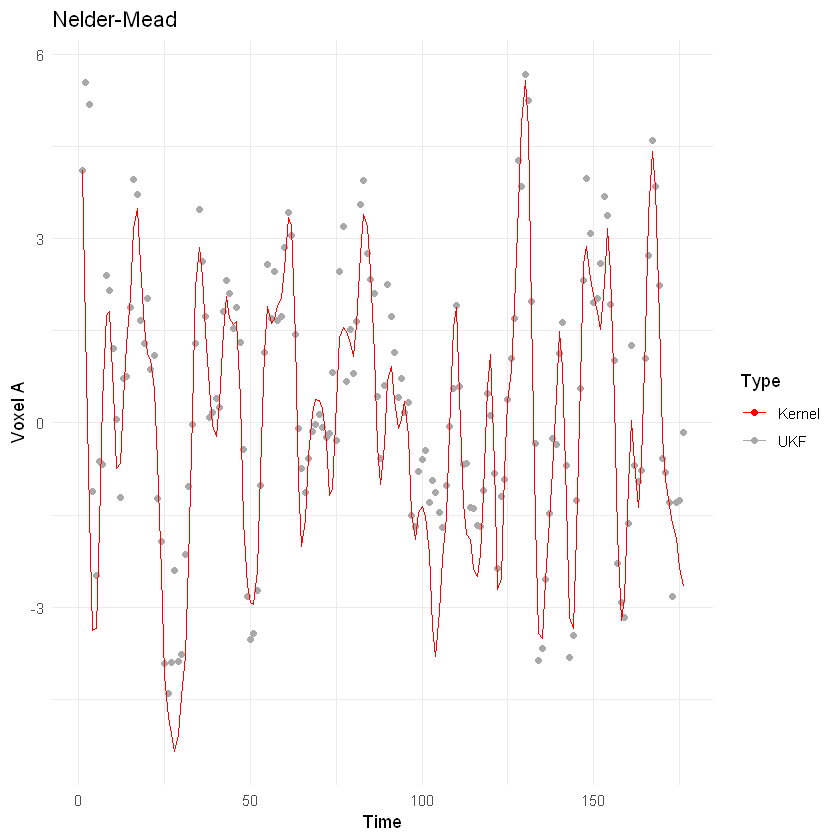 Nelder-Mead
6
3
0
-3
Voxel A
0 50 100 150
Time
Type
Kernel
UKF